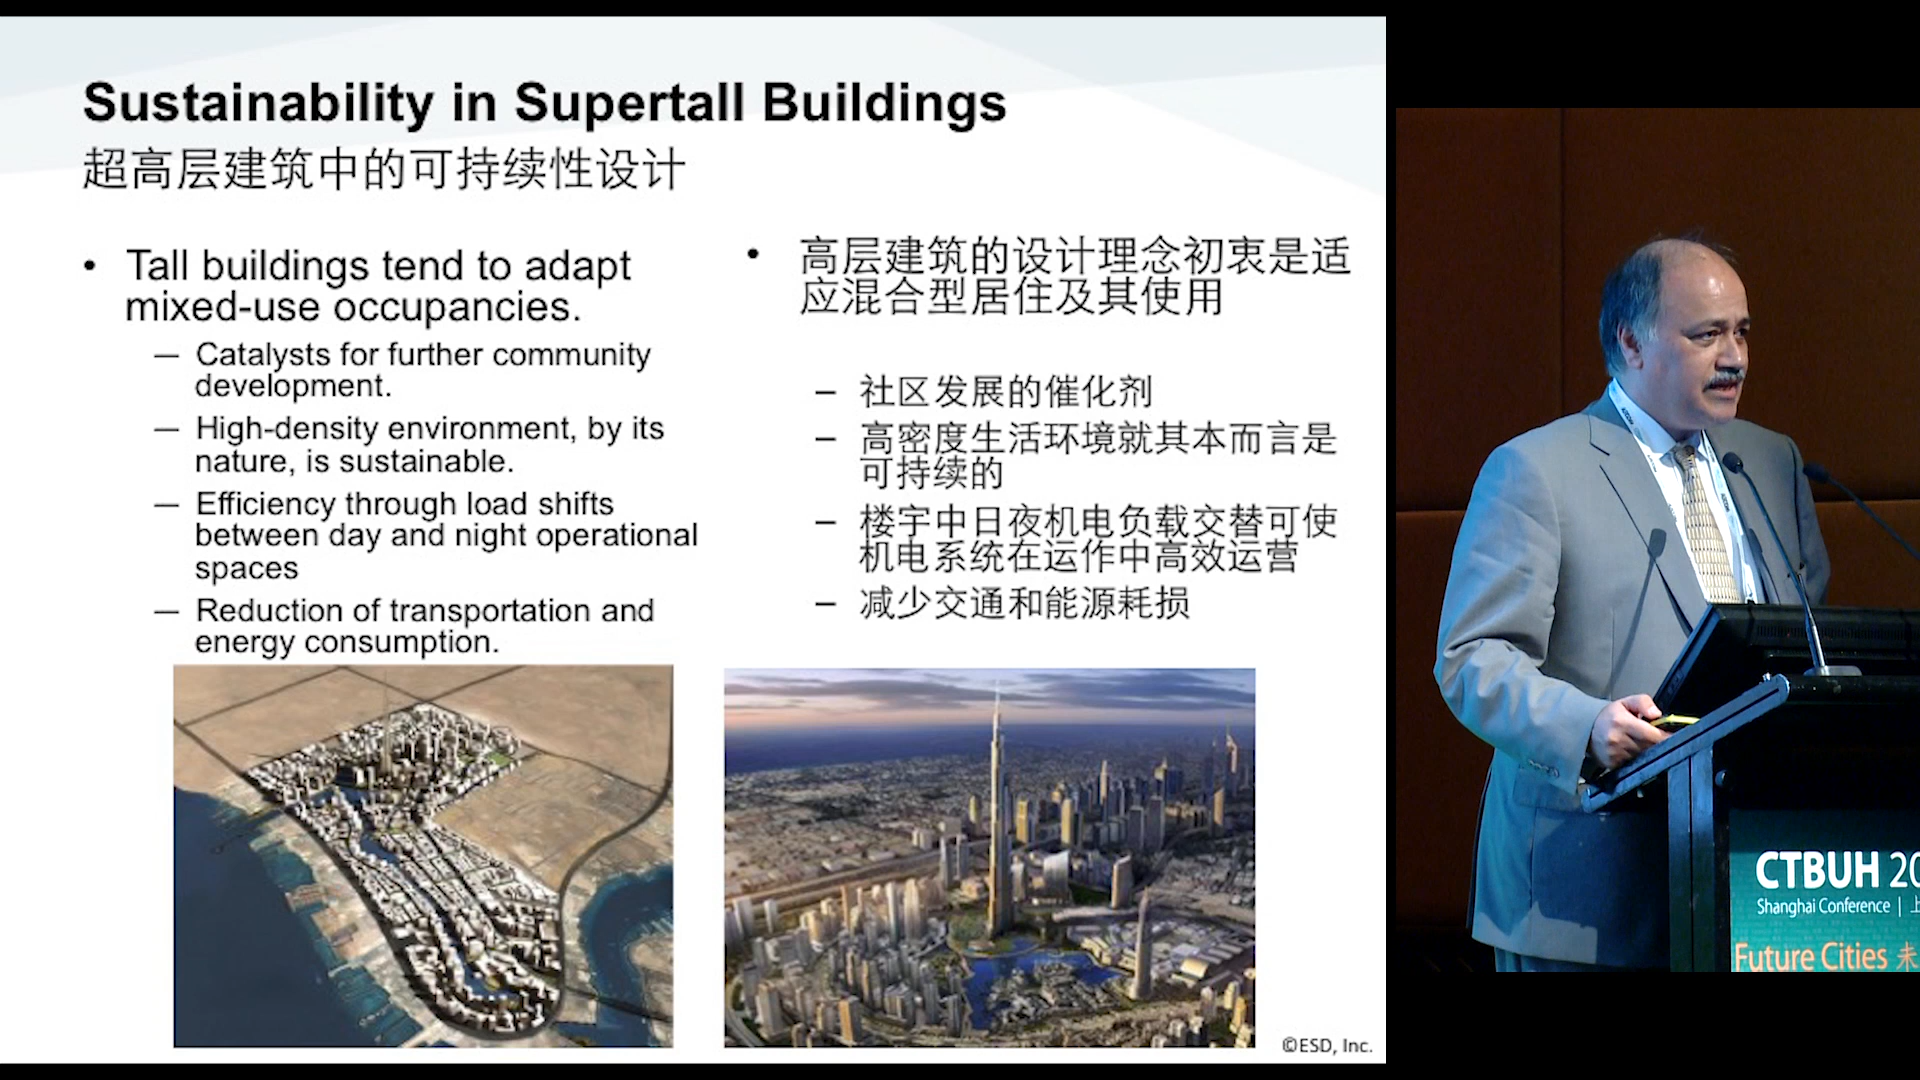 Sustainability in Supertall Buildings
超高层建筑中的可持续性设计
• Tall buildings tend to adapt
mixed-use occupancies.
— Catalysts for further community
development.
— High-density environment, by its
nature, is sustainable.
— Efficiency through load shifts
between day and night operational
spaces
— Reduction of transportation and
energy consumption.
• 高层建筑的设计理念初衷是适
应混合型居住及其使用
– 社区发展的催化剂
– 高密度生活环境就其本而言是
可持续的
– 楼宇中日夜机电负载交替可使
机电系统在运作中高效运营
– 减少交通和能源耗损
©ESD, Inc.
CTBUH 20
Shanghai Conference | 上
Future Cities 未